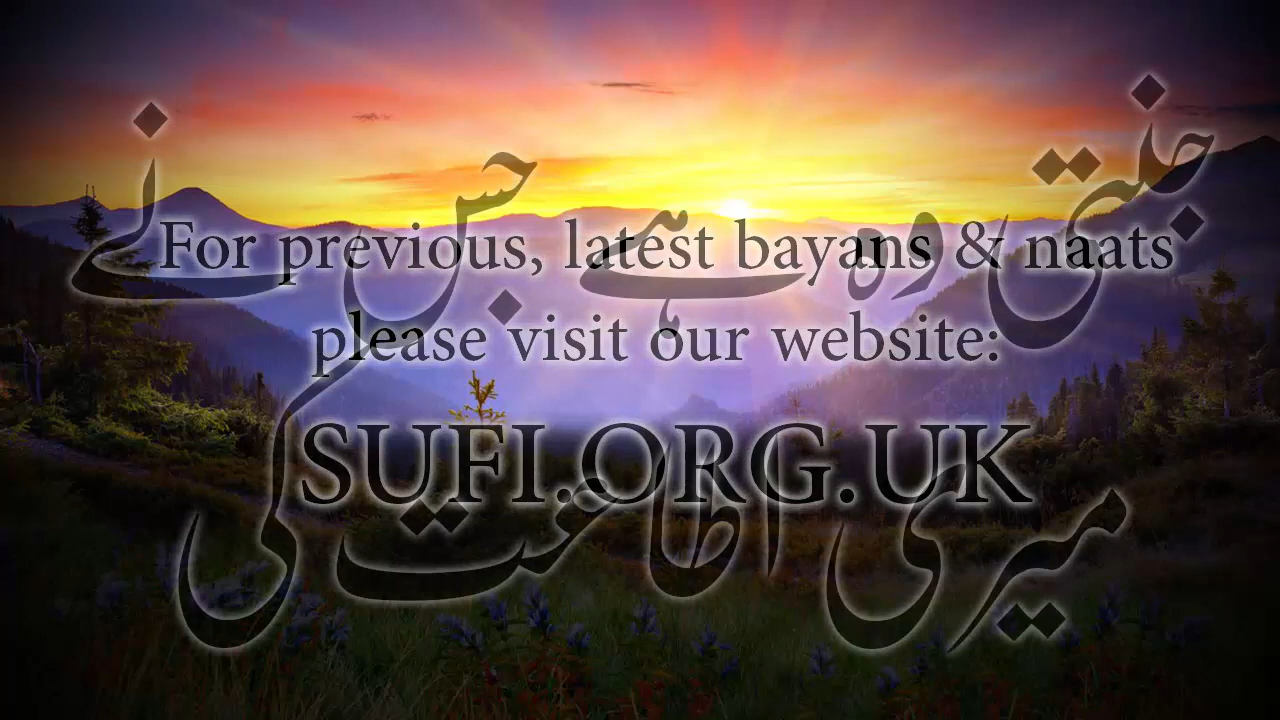 جنتی وہ ہے جس نے
For previous, latest bayans & naats
please visit our website:
SUFI.ORG.UK
میری اطاعت کی